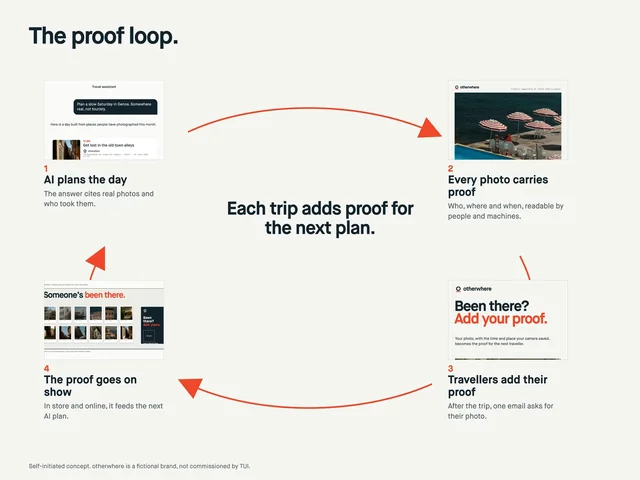 The proof loop.
Travel assistant
Plan a slow Saturday in Genoa. Somewhere
real, not touristy.
Here is a day built from places people have photographed this month.
Get lost in the old town alleys
otherwhere
1
AI plans the day
The answer cites real photos and
who took them.
otherwhere
2
Every photo carries
proof
Who, where and when, readable by
people and machines.
Each trip adds proof for
the next plan.
Someone's been there.
Been
there?
Add yours.
4
The proof goes on
show
In store and online, it feeds the next
AI plan.
otherwhere
Been there?
Add your proof.
Your photo, with the time and place your camera saved,
becomes the proof for the next traveller.
3
Travellers add their
proof
After the trip, one email asks for
their photo.
Self-initiated concept. otherwhere is a fictional brand, not commissioned by TUI.